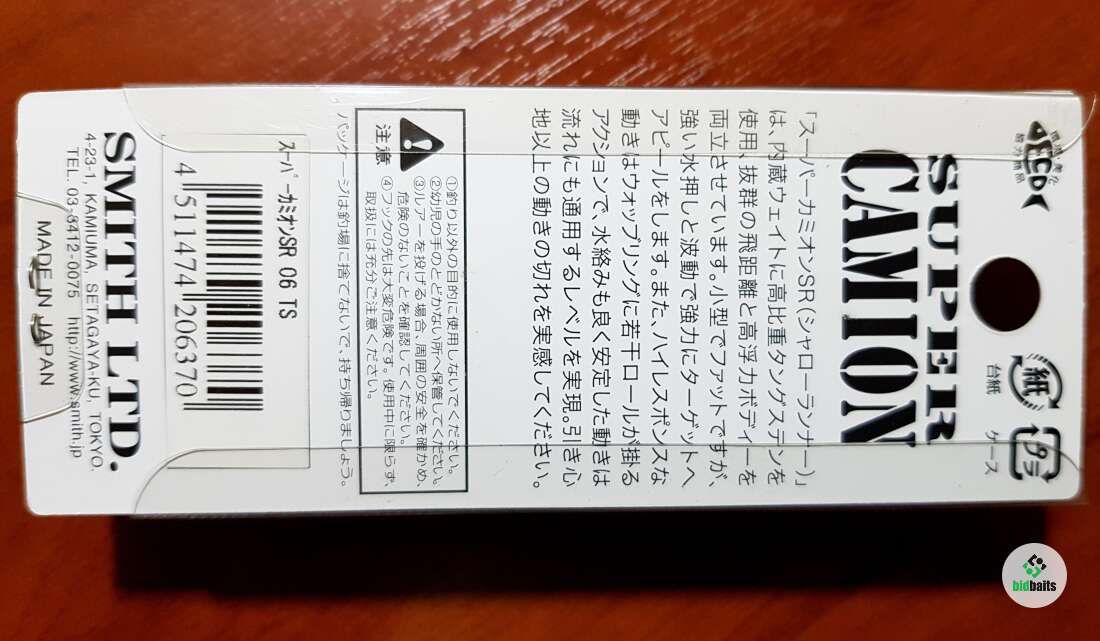 環境・美化
ECO
努力商品
紙
台紙
プラ
ケース
SUPER
CAMION
「スーパーカミオンSR(シャローランナー)」
は、内蔵ウェイトに高比重タングステンを
使用、抜群の飛距離と高浮力ボディーを
両立させています。小型でファットですが、
強い水押しと波動で強力にターゲットへ
アピールをします。また、ハイレスポンスな
動きはウォッブリングに若干ロールが掛る
アクションで、水絡みも良く安定した動きは
流れにも通用するレベルを実現。引き心
地以上の動きの切れを実感してください。
注意
①釣り以外の目的に使用しないでください。
②幼児の手のとどかない所へ保管してください。
③ルアーを投げる場合、周囲の安全を確かめ、
危険のないことを確認してください。
④フックの先は大変危険です。使用中に限らず、
取扱には充分ご注意ください。
パッケージは釣場に捨てないで、持ち帰りましょう。
スーパーカミオンSR 06 TS
4 511474 206370
SMITH LTD.
4-23-1, KAMIUMA, SETAGAYA-KU, TOKYO,
TEL. 03-3412-0075 http://www.smith.jp
MADE IN JAPAN
bidbaits